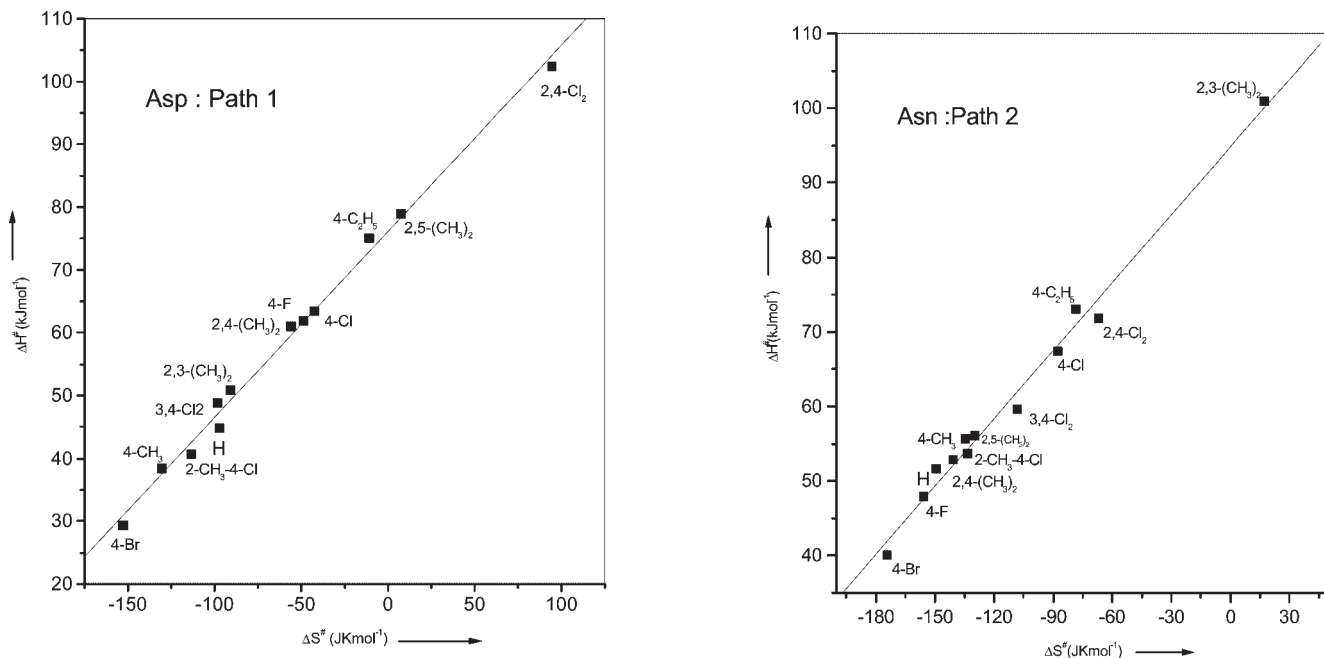 110
100
90
80
70
60
50
40
30
20
ΔH# (kJmol-1)
Asp : Path 1
2,4-Cl2
4-C2H5
2,5-(CH3)2
4-F
2,4-(CH3)2
4-Cl
2,3-(CH3)2
3,4-Cl2
H
4-CH3
2-CH3-4-Cl
4-Br
-150 -100 -50 0 50 100
ΔS# (JKmol-1)
110
100
90
80
70
60
50
40
ΔH#(kJmol-1)
Asn :Path 2
2,3-(CH3)2
4-C2H5
2,4-Cl2
4-Cl
3,4-Cl2
4-CH3
2,5-(CH3)2
2-CH3-4-Cl
H
2,4-(CH3)2
4-F
4-Br
-180 -150 -120 -90 -60 -30 0 30
ΔS#(JKmol-1)